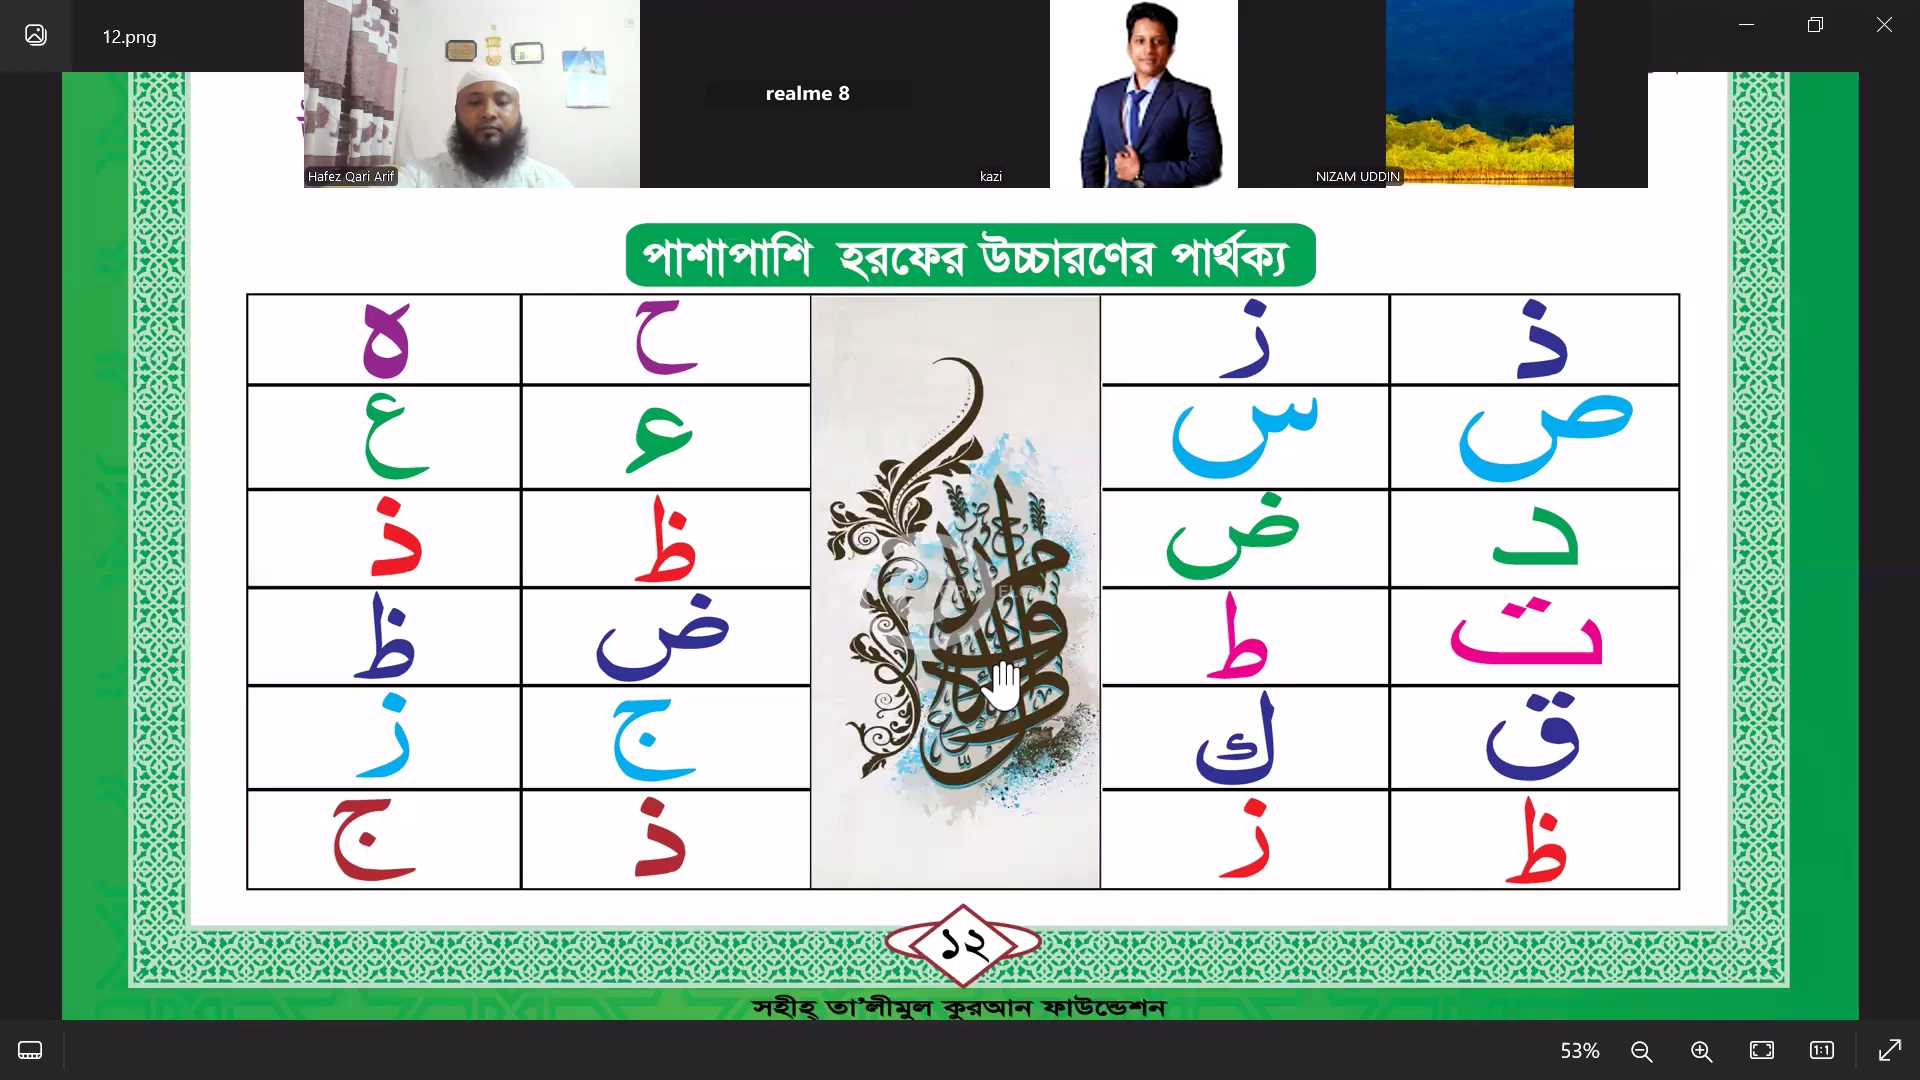 12.png
realme 8
Hafez Qari Arif
kazi
NIZAM UDDIN
পাশাপাশি হরফের উচ্চারণের পার্থক্য
ذ ز ح ه
ص س ء ع
د ض ظ ذ
ت ط ض ظ
ق ك ج ز
ظ ز ذ ج
১২
সহীহ্ তা'লীমুল কুরআন ফাউন্ডেশন
53%
1:1